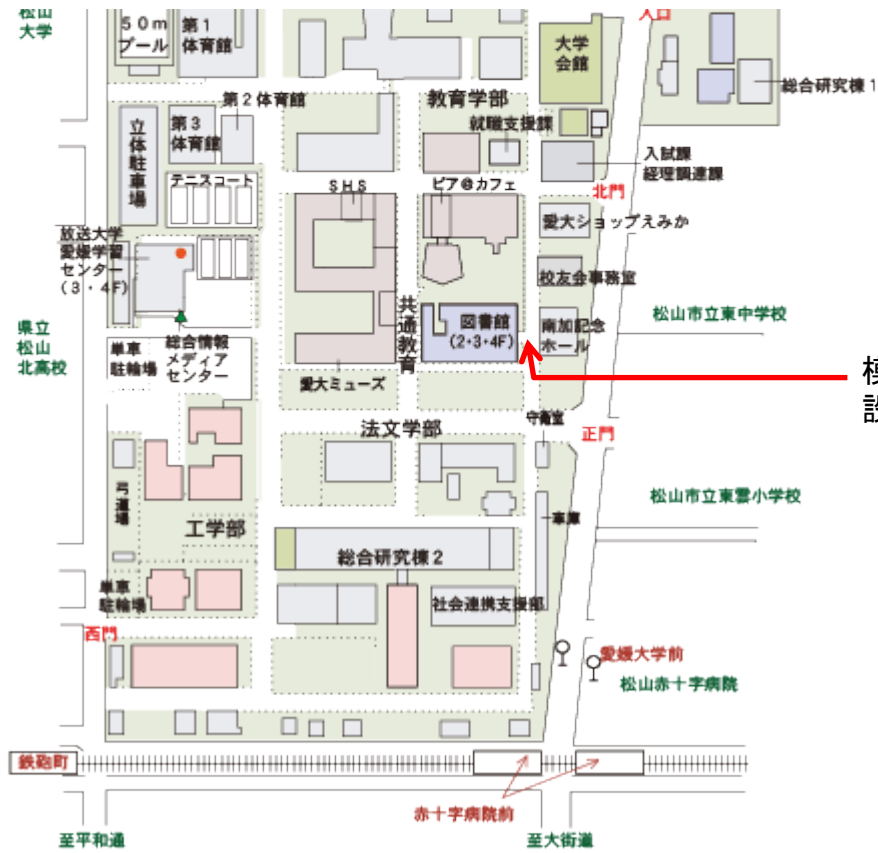 松山
大学
50m
プール
第1
体育館
大学
会館
入口
総合研究棟1
教育学部
第2体育館
立体駐車場
第3
体育館
就職支援課
入試課
経理調達課
テニスコート
SHS
ピア@カフェ
北門
愛大ショップえみか
放送大学
愛媛学習
センター
(3・4F)
校友会事務室
共通教育
図書館
(2・3・4F)
南加記念
ホール
松山市立東中学校
県立
松山
北高校
単車
駐輪場
総合情報
メディア
センター
愛大ミューズ
法文学部
守衛室
正門
弓道場
工学部
車庫
松山市立東雲小学校
総合研究棟2
単車
駐輪場
社会連携支援部
西門
愛媛大学前
松山赤十字病院
鉄砲町
赤十字病院前
至平和通
至大街道